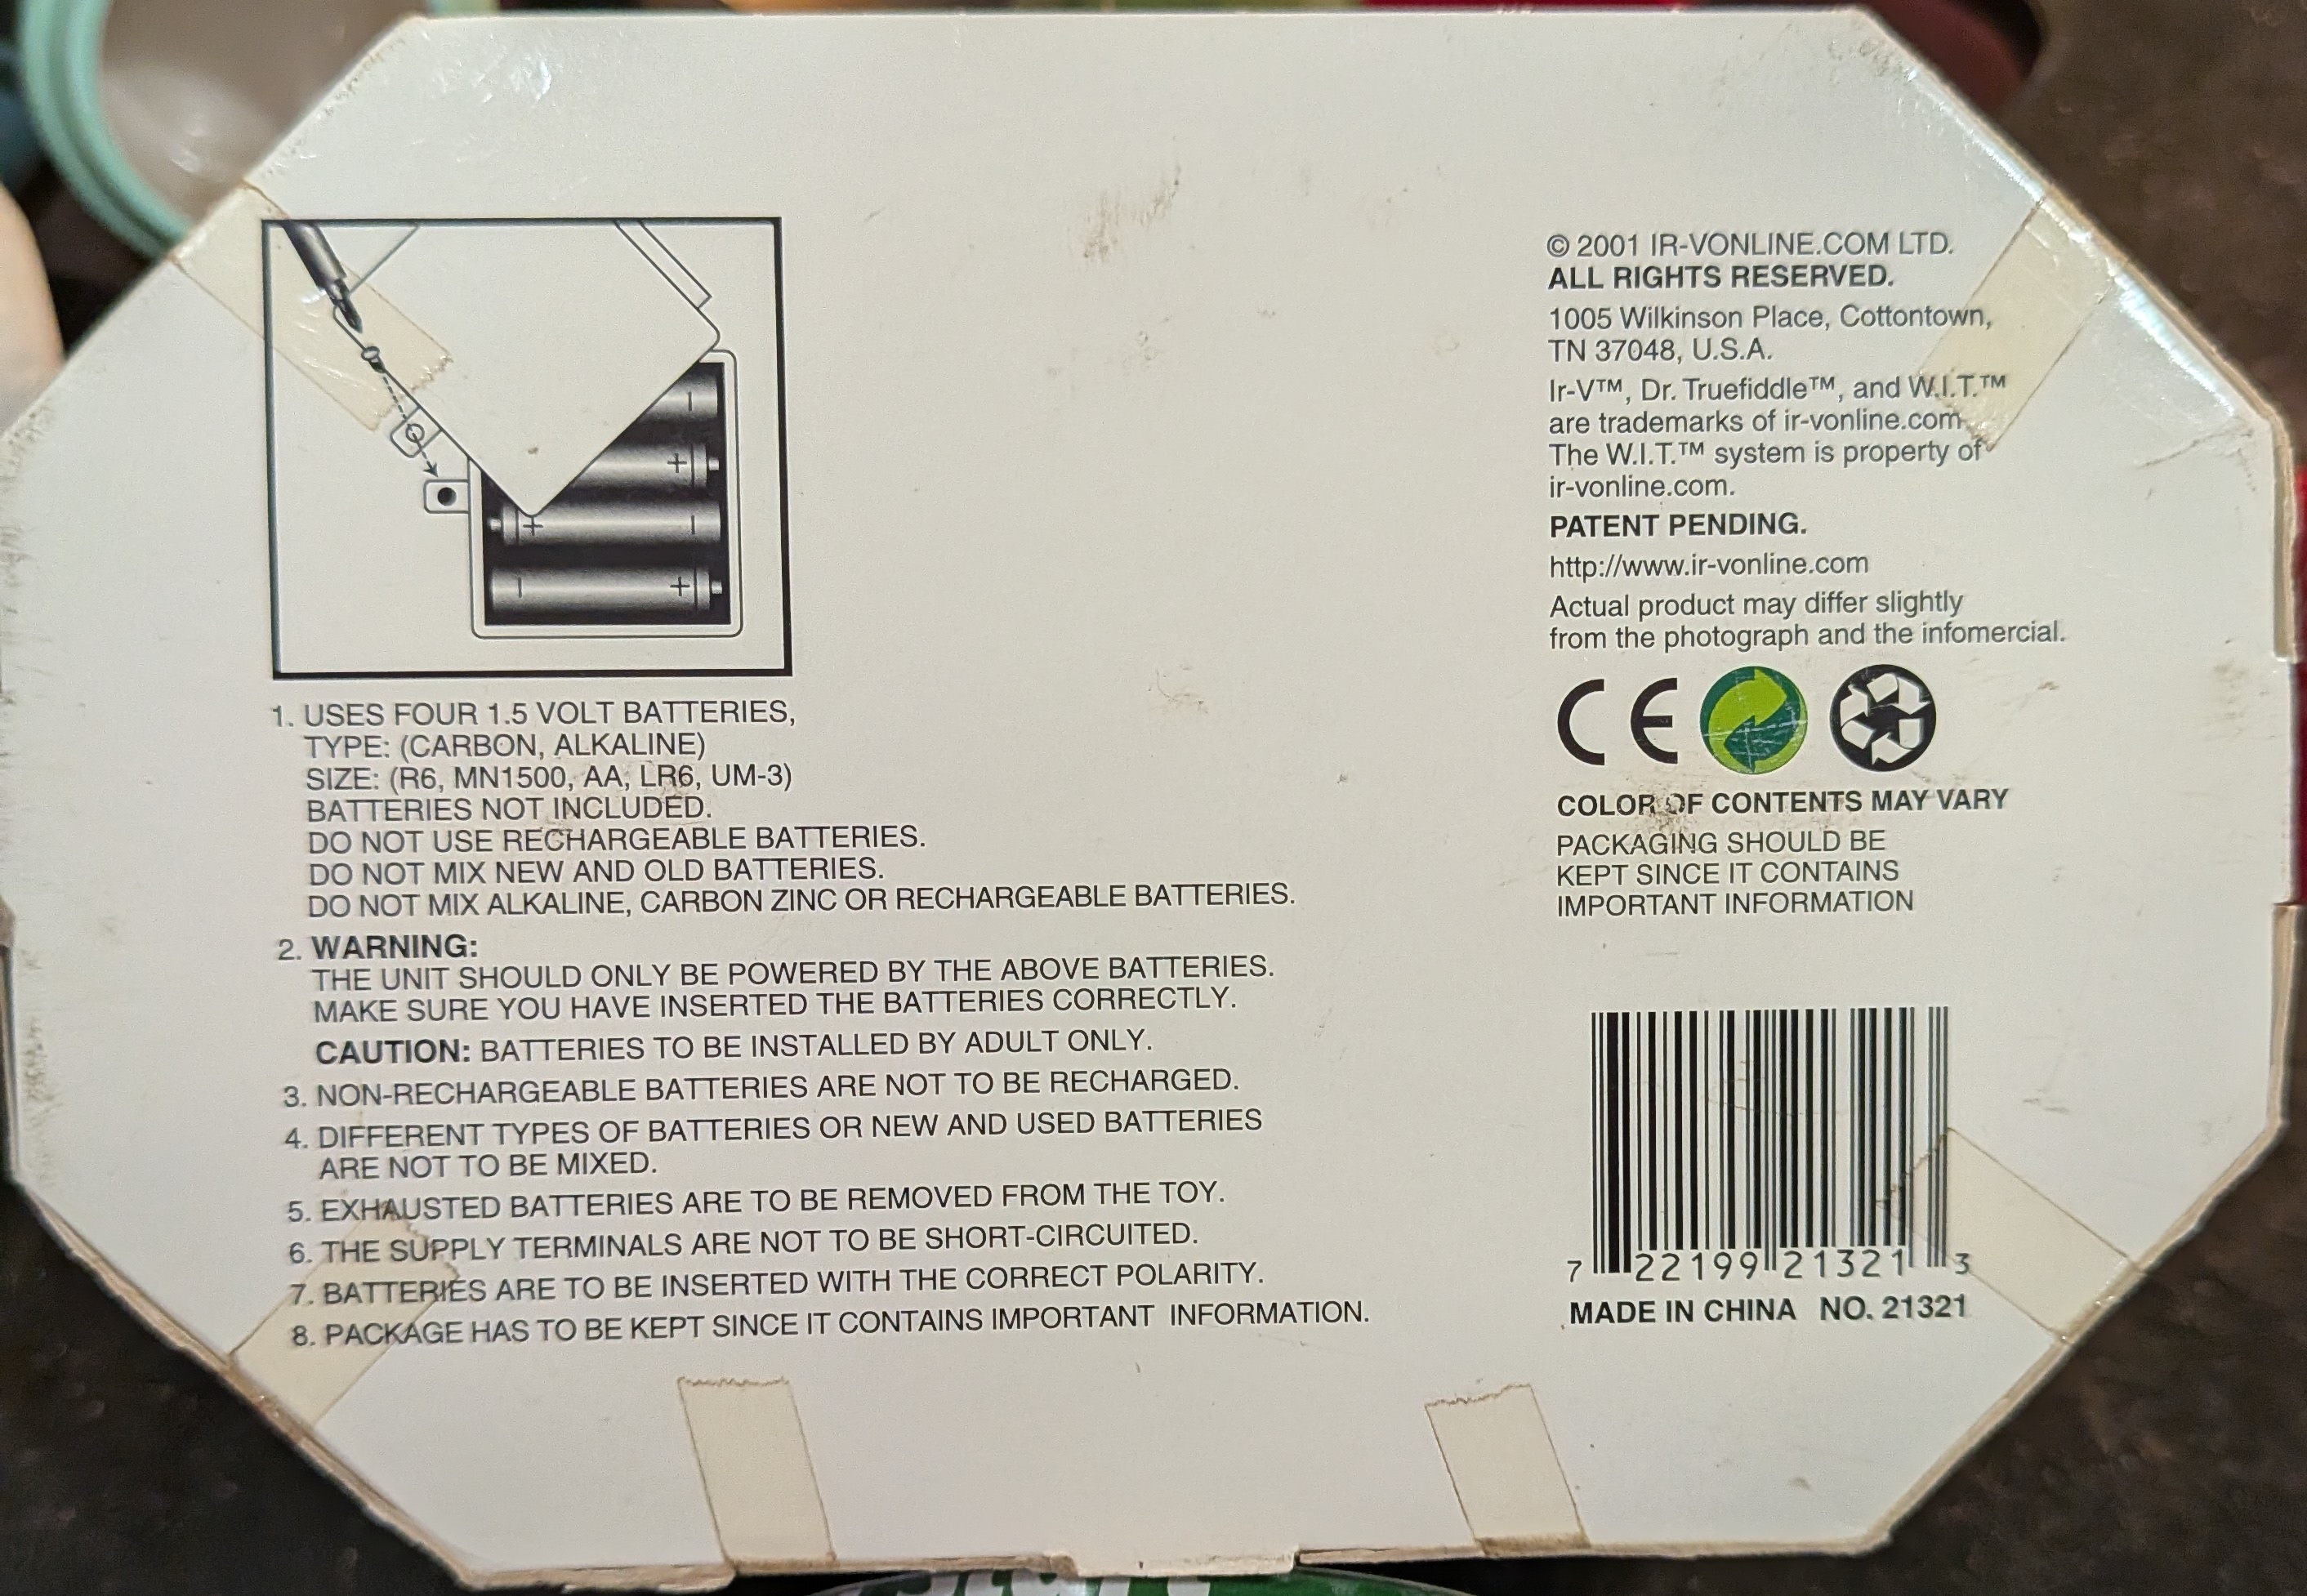 1. USES FOUR 1.5 VOLT BATTERIES,
TYPE: (CARBON, ALKALINE)
SIZE: (R6, MN1500, AA, LR6, UM-3)
BATTERIES NOT INCLUDED.
DO NOT USE RECHARGEABLE BATTERIES.
DO NOT MIX NEW AND OLD BATTERIES.
DO NOT MIX ALKALINE, CARBON ZINC OR RECHARGEABLE BATTERIES.
2. WARNING:
THE UNIT SHOULD ONLY BE POWERED BY THE ABOVE BATTERIES.
MAKE SURE YOU HAVE INSERTED THE BATTERIES CORRECTLY.
CAUTION: BATTERIES TO BE INSTALLED BY ADULT ONLY.
3. NON-RECHARGEABLE BATTERIES ARE NOT TO BE RECHARGED.
4. DIFFERENT TYPES OF BATTERIES OR NEW AND USED BATTERIES
ARE NOT TO BE MIXED.
5. EXHAUSTED BATTERIES ARE TO BE REMOVED FROM THE TOY.
6. THE SUPPLY TERMINALS ARE NOT TO BE SHORT-CIRCUITED.
7. BATTERIES ARE TO BE INSERTED WITH THE CORRECT POLARITY.
8. PACKAGE HAS TO BE KEPT SINCE IT CONTAINS IMPORTANT INFORMATION.
© 2001 IR-VONLINE.COM LTD.
ALL RIGHTS RESERVED.
1005 Wilkinson Place, Cottontown,
TN 37048, U.S.A.
Ir-V™, Dr. Truefiddle™, and W.I.T.™
are trademarks of ir-vonline.com
The W.I.T.™ system is property of
ir-vonline.com.
PATENT PENDING.
http://www.ir-vonline.com
Actual product may differ slightly
from the photograph and the infomercial.
CE
COLOR OF CONTENTS MAY VARY
PACKAGING SHOULD BE
KEPT SINCE IT CONTAINS
IMPORTANT INFORMATION
7 22199 21321 3
MADE IN CHINA NO. 21321